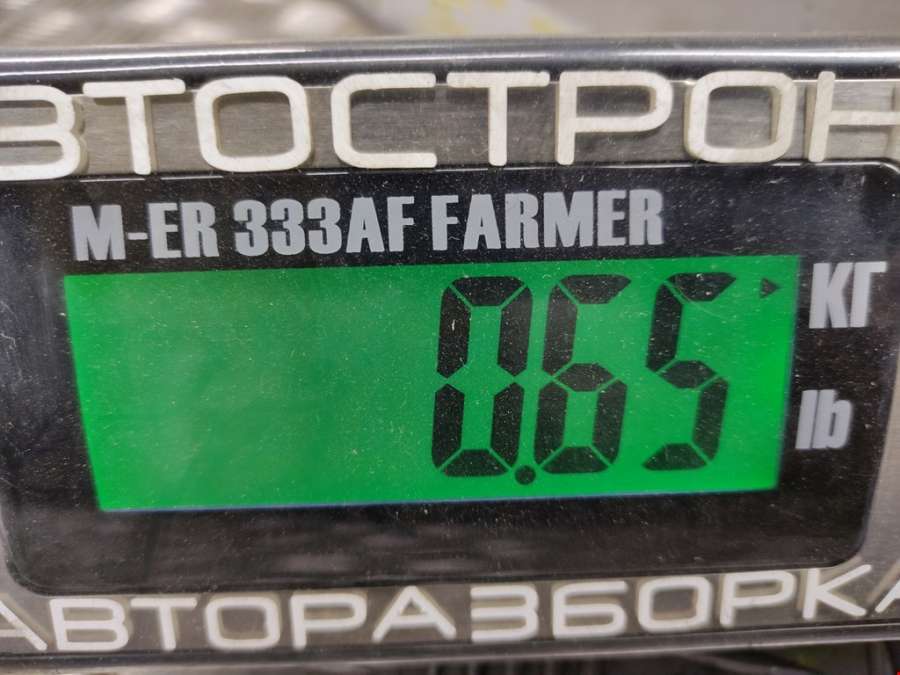 ВТОСТРОН
M-ER 333AF FARMER
0.65
КГ
lb
АВТОРАЗБОРКА